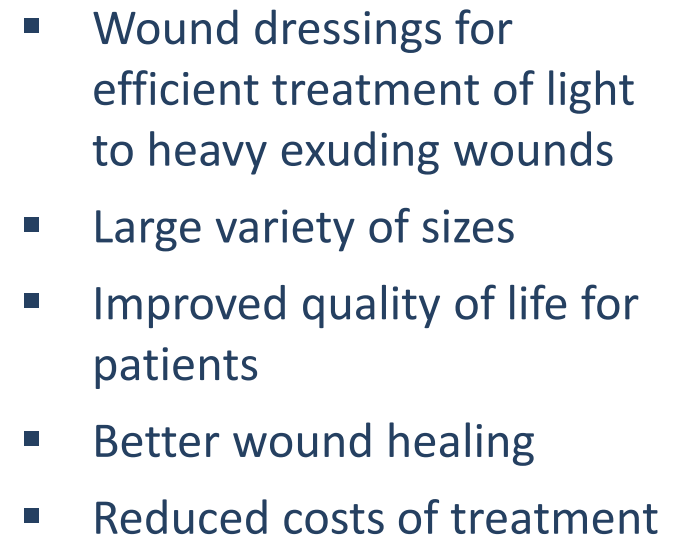 ▪ Wound dressings for
efficient treatment of light
to heavy exuding wounds
▪ Large variety of sizes
▪ Improved quality of life for
patients
▪ Better wound healing
▪ Reduced costs of treatment